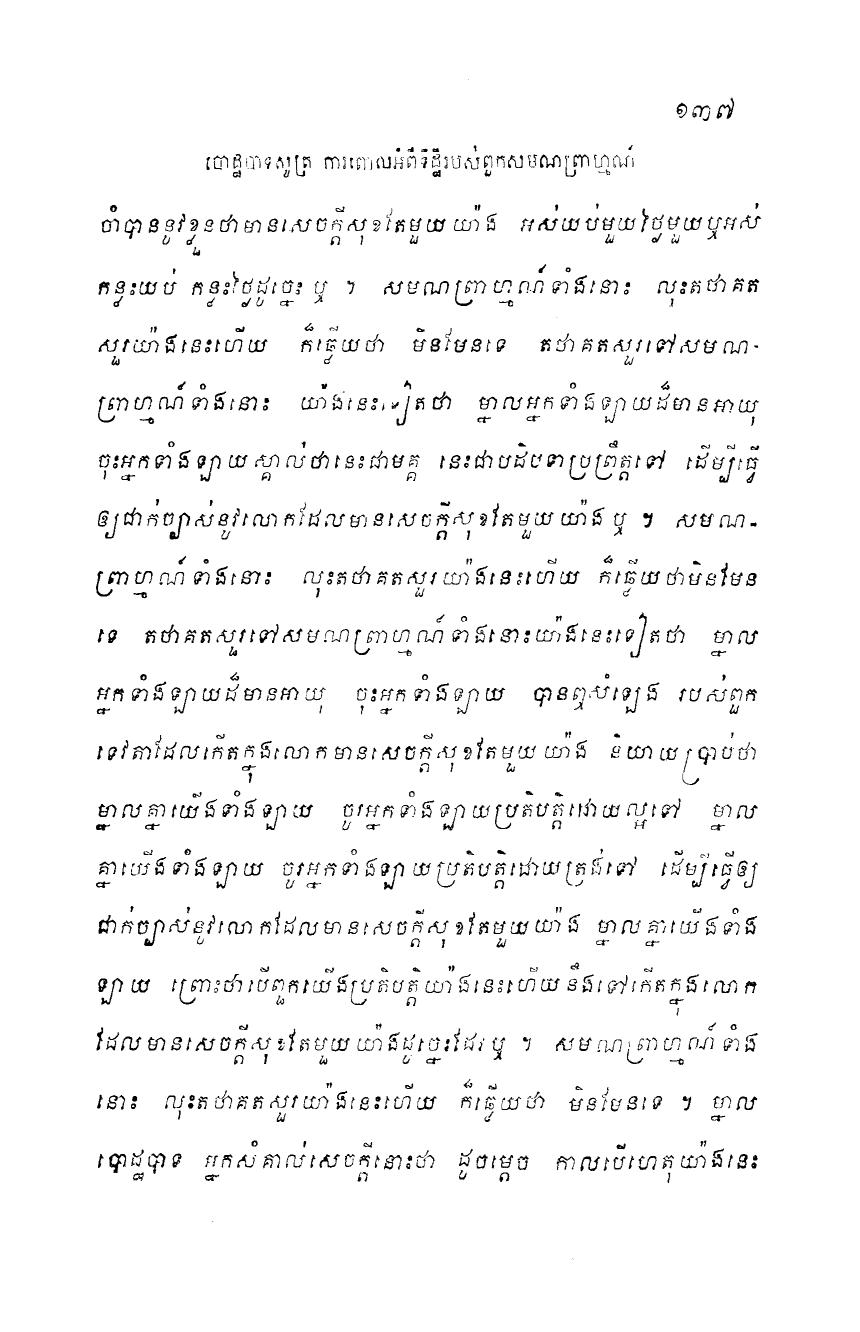 ១៣៧
បោដ្ឋបាទសូត្រ ការពោលអំពីទិដ្ឋិរបស់ពួកសមណព្រាហ្មណ៍
ចាំបាននូវខ្លួនថាមានសេចក្តីសុខតែមួយយ៉ាង អស់យប់មួយថ្ងៃមួយឬអស់
កន្លះយប់ កន្លះថ្ងៃដូច្នេះ ឬ ។ សមណព្រាហ្មណ៍ទាំងនោះ លុះតថាគត
សួរយ៉ាងនេះហើយ ក៏ឆ្លើយថា មិនមែនទេ តថាគតសួរទៅសមណ-
ព្រាហ្មណ៍ទាំងនោះ យ៉ាងនេះទៀតថា ម្នាលអ្នកទាំងឡាយដ៏មានអាយុ
ចុះអ្នកទាំងឡាយស្គាល់ថានេះជាមគ្គ នេះជាបដិបទាប្រព្រឹត្តទៅ ដើម្បីធ្វើ
ឲ្យជាក់ច្បាស់នូវលោកដែលមានសេចក្តីសុខតែមួយយ៉ាង ឬ ។ សមណ-
ព្រាហ្មណ៍ទាំងនោះ លុះតថាគតសួរយ៉ាងនេះហើយ ក៏ឆ្លើយថាមិនមែន
ទេ តថាគតសួរទៅសមណព្រាហ្មណ៍ទាំងនោះយ៉ាងនេះទៀតថា ម្នាល
អ្នកទាំងឡាយដ៏មានអាយុ ចុះអ្នកទាំងឡាយ បានឮសំឡេង របស់ពួក
ទេវតាដែលកើតក្នុងលោកមានសេចក្តីសុខតែមួយយ៉ាង និយាយប្រាប់ថា
ម្នាលគ្នាយើងទាំងឡាយ ចូរអ្នកទាំងឡាយប្រតិបត្តិដោយល្អទៅ ម្នាល
គ្នាយើងទាំងឡាយ ចូរអ្នកទាំងឡាយប្រតិបត្តិដោយត្រង់ទៅ ដើម្បីធ្វើឲ្យ
ជាក់ច្បាស់នូវលោកដែលមានសេចក្តីសុខតែមួយយ៉ាង ម្នាលគ្នាយើងទាំង
ឡាយ ព្រោះថាបើពួកយើងប្រតិបត្តិយ៉ាងនេះហើយនឹងទៅកើតក្នុងលោក
ដែលមានសេចក្តីសុខតែមួយយ៉ាងដូច្នេះដែរឬ ។ សមណព្រាហ្មណ៍ទាំង
នោះ លុះតថាគតសួរយ៉ាងនេះហើយ ក៏ឆ្លើយថា មិនមែនទេ ។ ម្នាល
បោដ្ឋបាទ អ្នកសំគាល់សេចក្តីនោះថា ដូចម្តេច កាលបើហេតុយ៉ាងនេះ